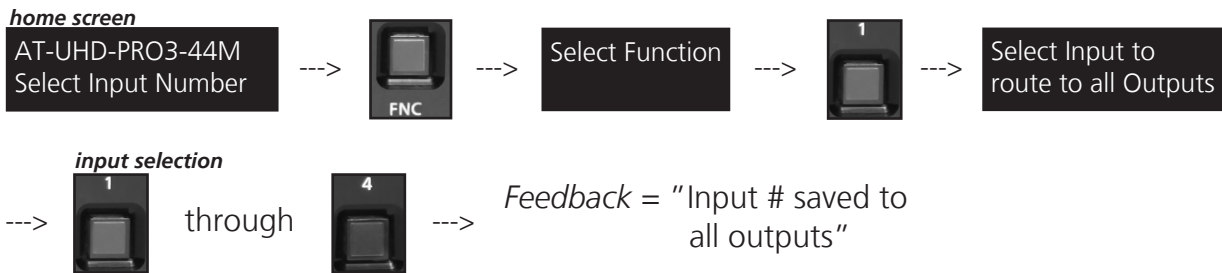 home screen
AT-UHD-PRO3-44M
Select Input Number
--->
FNC
--->
Select Function
--->
1
--->
Select Input to
route to all Outputs
input selection
--->
1
through
4
--->
Feedback = "Input # saved to
all outputs"